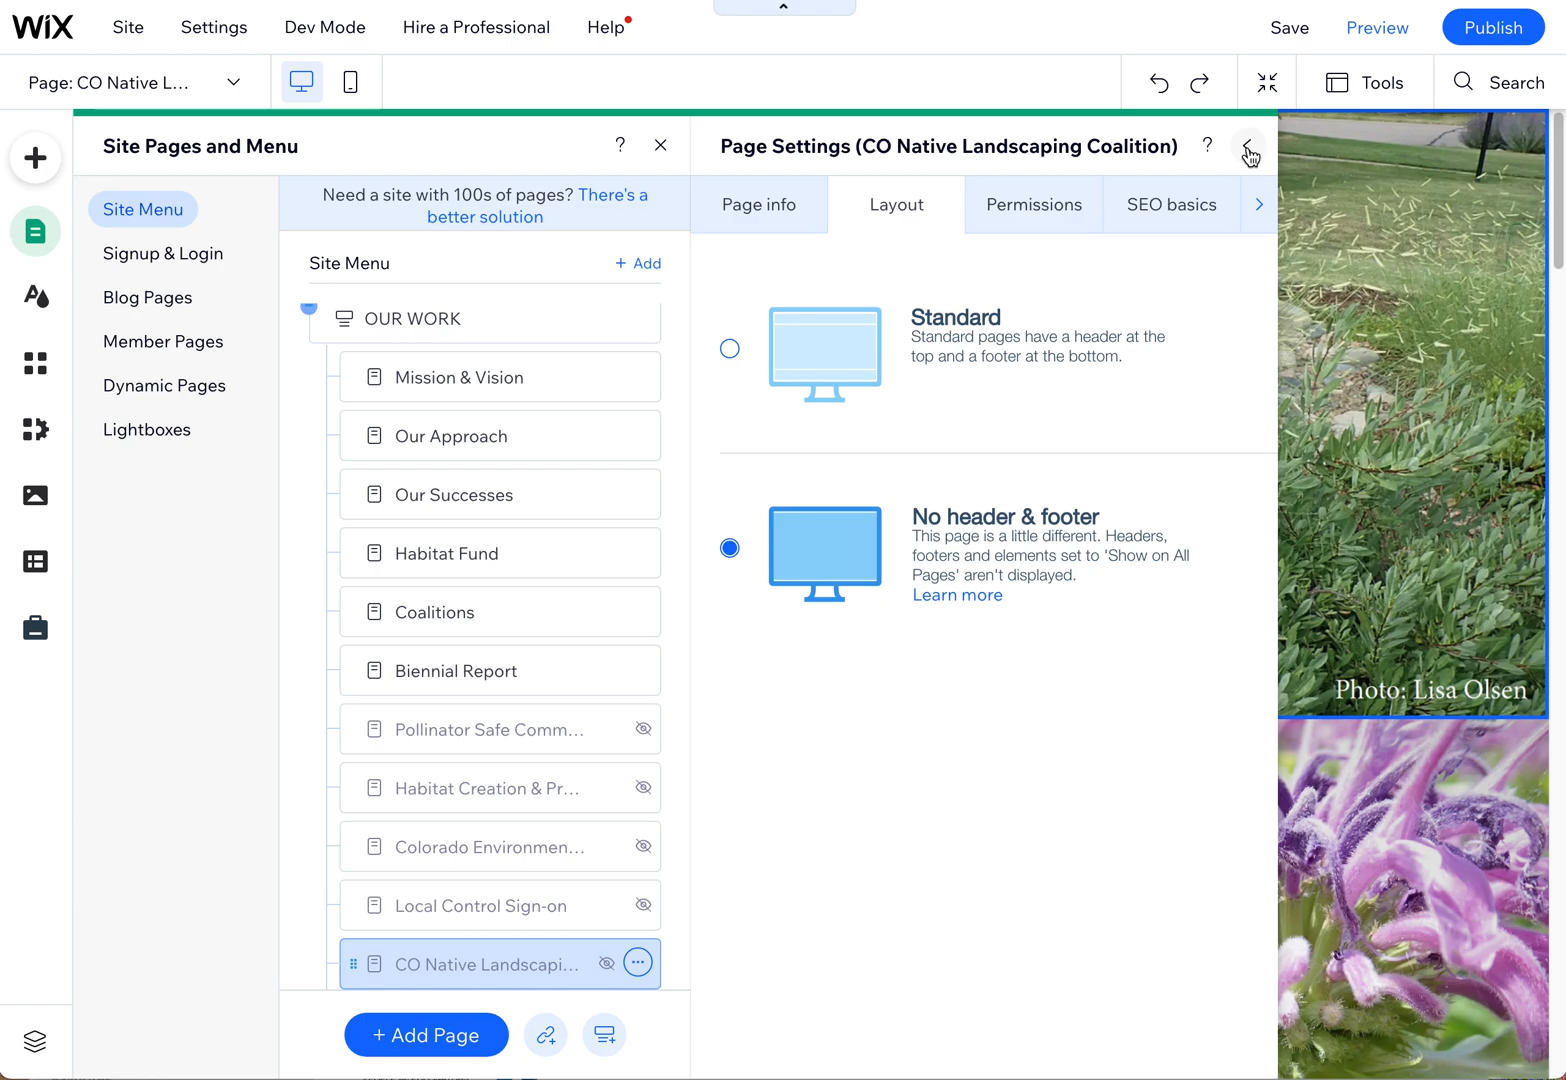 WiX Site Settings Dev Mode Hire a Professional Help Save Preview Publish
Page: CO Native L... Tools Search
Site Pages and Menu ?
Site Menu
Signup & Login
Blog Pages
Member Pages
Dynamic Pages
Lightboxes
Need a site with 100s of pages? There's a
better solution
Site Menu + Add
OUR WORK
Mission & Vision
Our Approach
Our Successes
Habitat Fund
Coalitions
Biennial Report
Pollinator Safe Comm...
Habitat Creation & Pr...
Colorado Environmen...
Local Control Sign-on
CO Native Landscapi...
+ Add Page
Page Settings (CO Native Landscaping Coalition) ?
Page info Layout Permissions SEO basics
Standard
Standard pages have a header at the
top and a footer at the bottom.
No header & footer
This page is a little different. Headers,
footers and elements set to 'Show on All
Pages' aren't displayed.
Learn more
Photo: Lisa Olsen